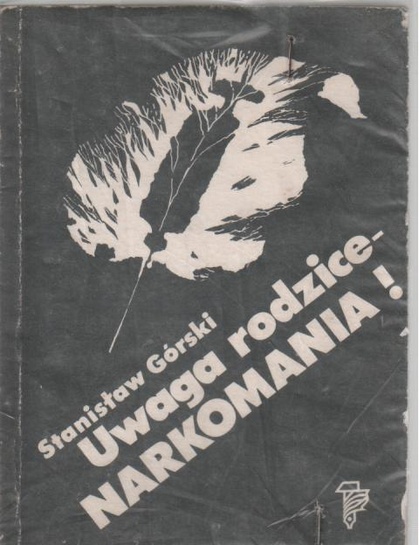 Stanisław Górski
Uwaga rodzice-
NARKOMANIA!